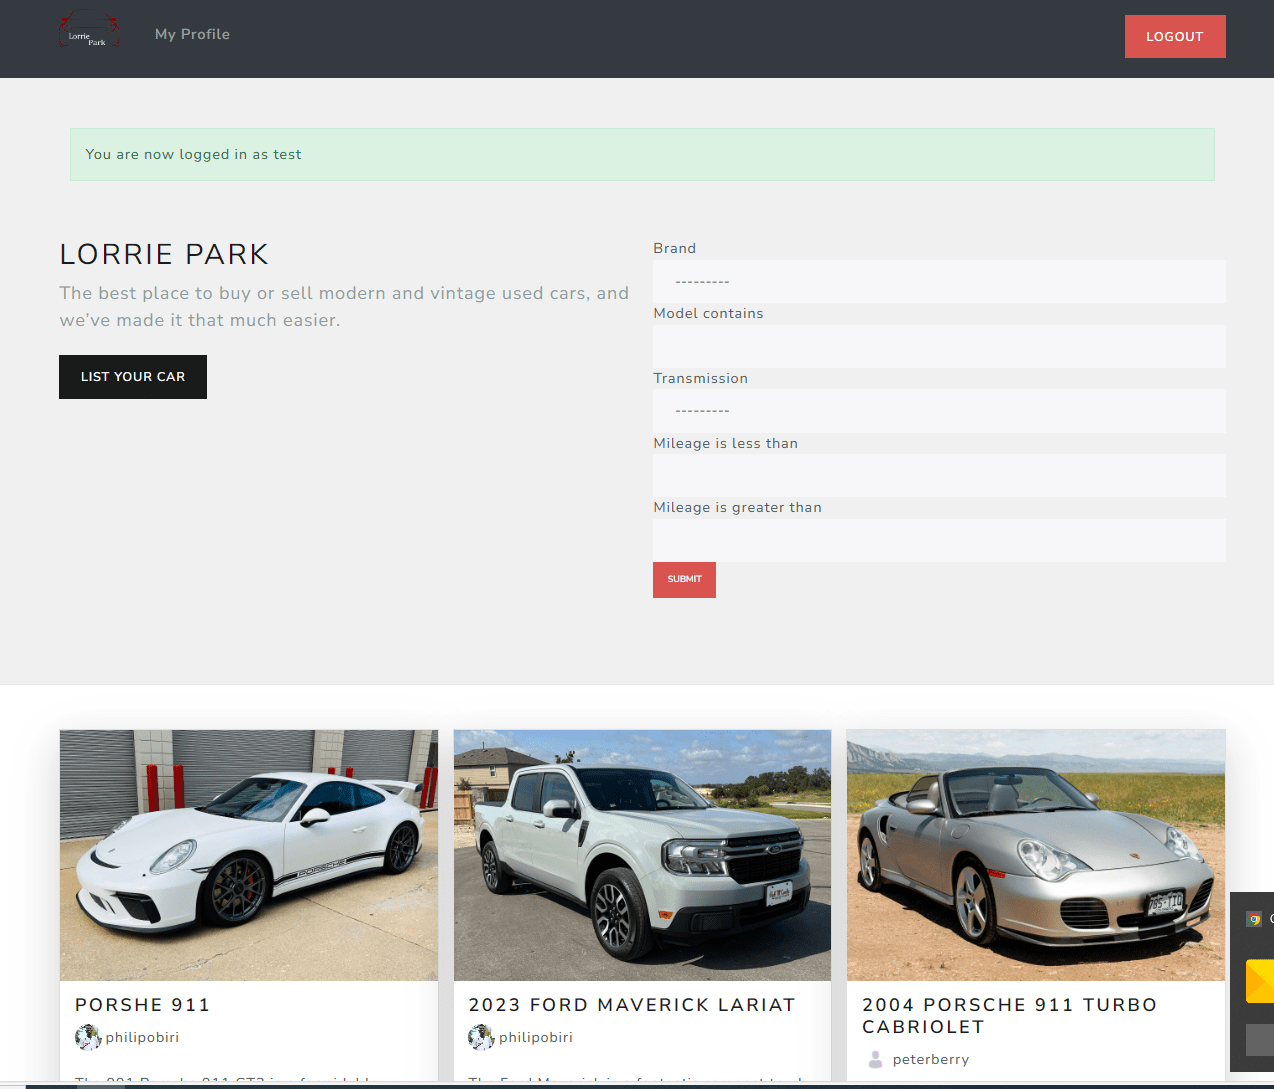 Lorrie
Park
My Profile
LOGOUT
You are now logged in as test
LORRIE PARK
The best place to buy or sell modern and vintage used cars, and
we've made it that much easier.
LIST YOUR CAR
Brand
---------
Model contains
Transmission
---------
Mileage is less than
Mileage is greater than
SUBMIT
PORSCHE
PORSHE 911
philipobiri
2023 FORD MAVERICK LARIAT
philipobiri
2004 PORSCHE 911 TURBO
CABRIOLET
peterberry